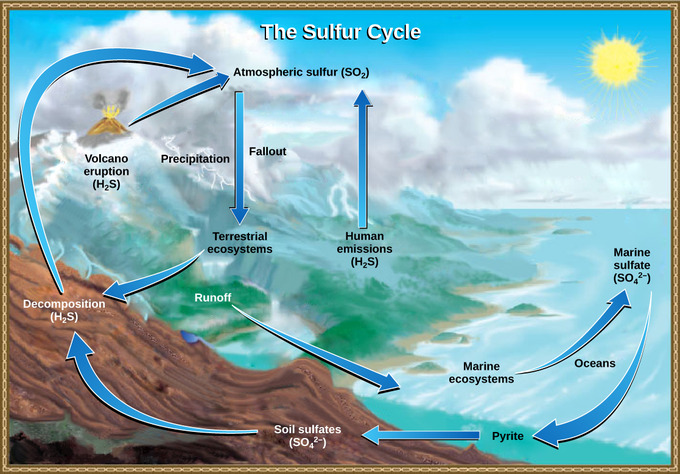 The Sulfur Cycle
Atmospheric sulfur (SO₂)
Volcano
eruption
(H₂S)
Precipitation
Fallout
Terrestrial
ecosystems
Human
emissions
(H₂S)
Marine
sulfate
(SO₄²⁻)
Decomposition
(H₂S)
Runoff
Marine
ecosystems
Oceans
Soil sulfates
(SO₄²⁻)
Pyrite